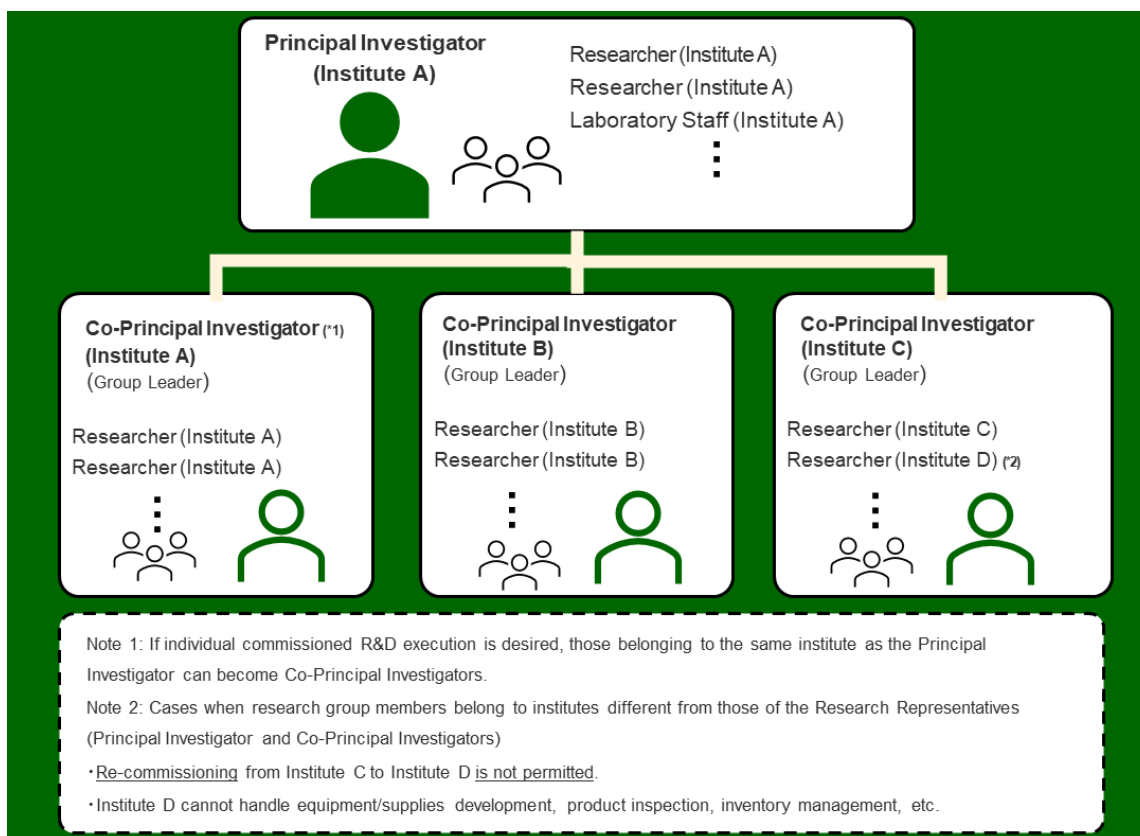 Principal Investigator
(Institute A)
Researcher (Institute A)
Researcher (Institute A)
Laboratory Staff (Institute A)
Co-Principal Investigator (*1)
(Institute A)
(Group Leader)
Researcher (Institute A)
Researcher (Institute A)
Co-Principal Investigator
(Institute B)
(Group Leader)
Researcher (Institute B)
Researcher (Institute B)
Co-Principal Investigator
(Institute C)
(Group Leader)
Researcher (Institute C)
Researcher (Institute D) (*2)
Note 1: If individual commissioned R&D execution is desired, those belonging to the same institute as the Principal
Investigator can become Co-Principal Investigators.
Note 2: Cases when research group members belong to institutes different from those of the Research Representatives
(Principal Investigator and Co-Principal Investigators)
・Re-commissioning from Institute C to Institute D is not permitted.
・Institute D cannot handle equipment/supplies development, product inspection, inventory management, etc.